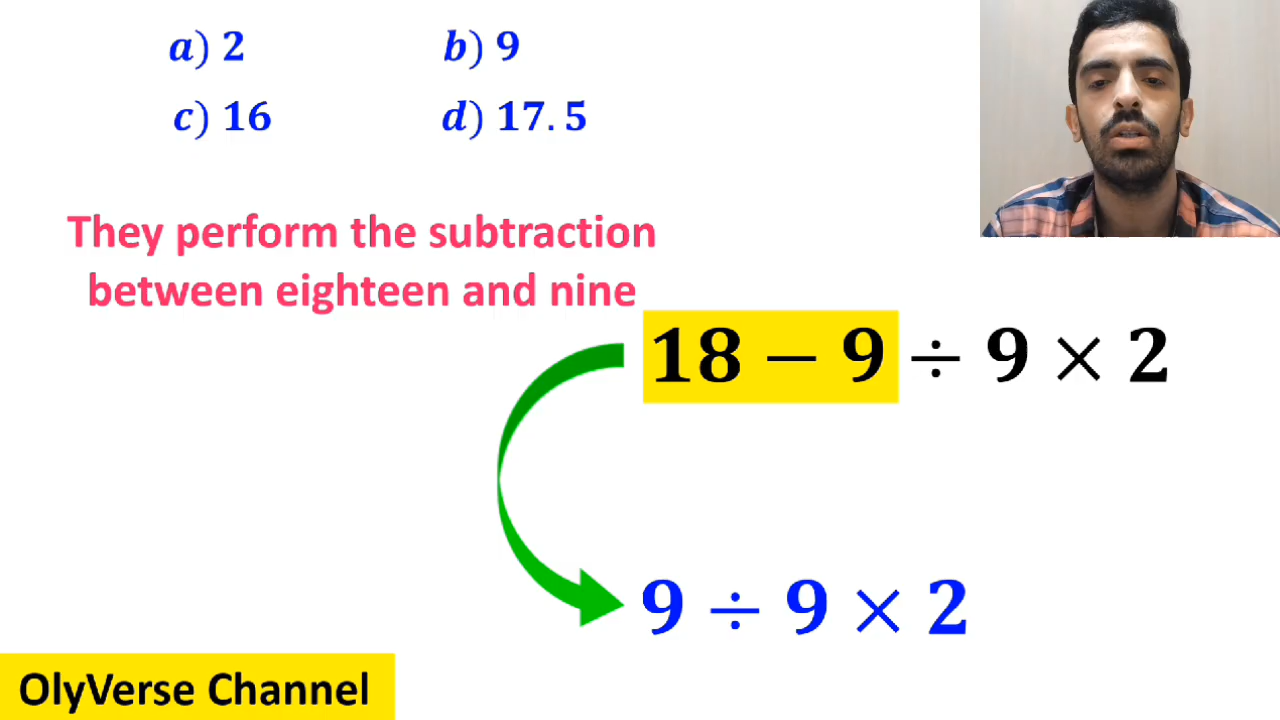 a) 2
b) 9
c) 16
d) 17.5
They perform the subtraction
between eighteen and nine
18 − 9 ÷ 9 × 2
9 ÷ 9 × 2
OlyVerse Channel